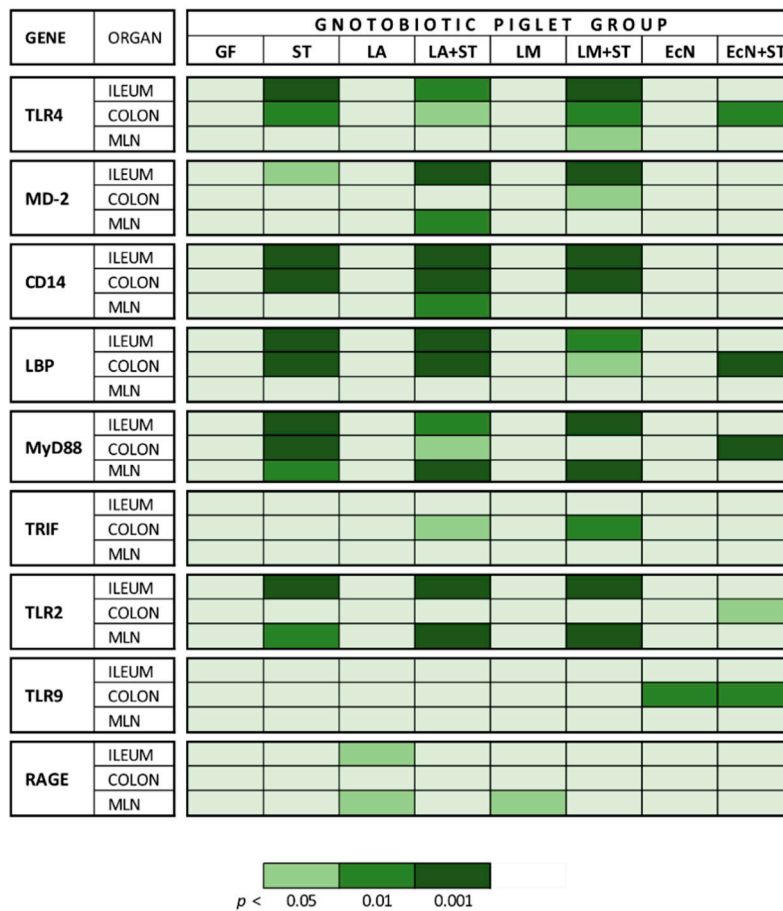 GENE ORGAN GNOTOBIOTIC PIGLET GROUP
GF ST LA LA+ST LM LM+ST EcN EcN+ST
TLR4 ILEUM
COLON
MLN
MD-2 ILEUM
COLON
MLN
CD14 ILEUM
COLON
MLN
LBP ILEUM
COLON
MLN
MyD88 ILEUM
COLON
MLN
TRIF ILEUM
COLON
MLN
TLR2 ILEUM
COLON
MLN
TLR9 ILEUM
COLON
MLN
RAGE ILEUM
COLON
MLN
p < 0.05 0.01 0.001